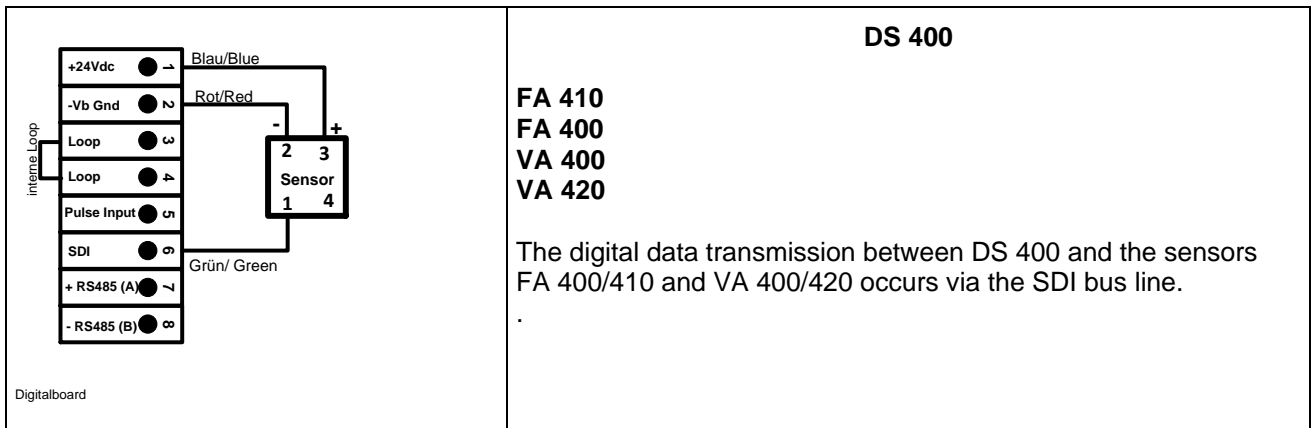 +24Vdc 1
-Vb Gnd 2
Loop 3
Loop 4
Pulse Input 5
SDI 6
+ RS485 (A) 7
- RS485 (B) 8
interne Loop
Blau/Blue
Rot/Red
Grün/ Green
- +
2 3
Sensor
1 4
Digitalboard
DS 400
FA 410
FA 400
VA 400
VA 420
The digital data transmission between DS 400 and the sensors
FA 400/410 and VA 400/420 occurs via the SDI bus line.
.